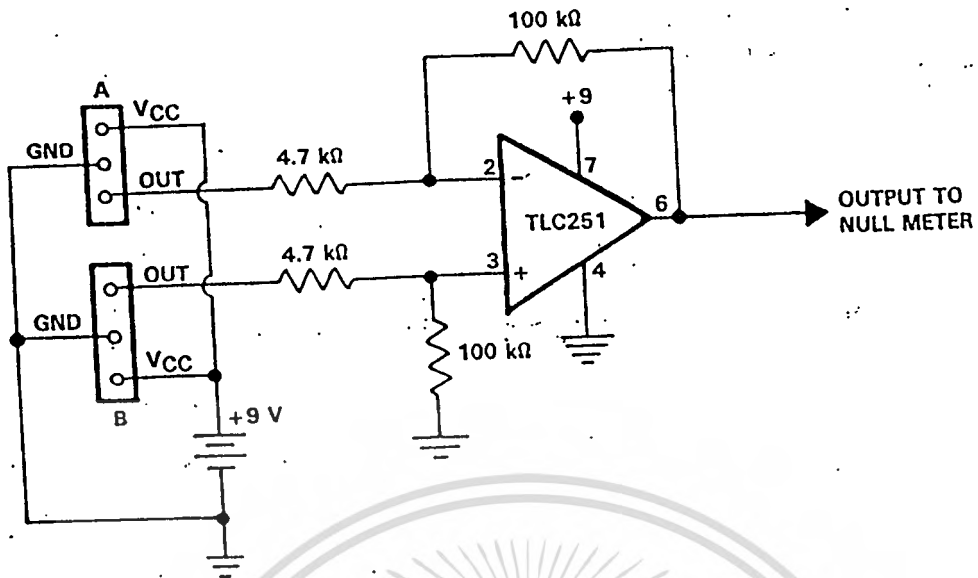 100 kΩ
A
VCC
+9
GND
4.7 kΩ
2
−
7
OUT
TLC251
6
OUTPUT TO
NULL METER
4.7 kΩ
3
+
4
OUT
GND
100 kΩ
VCC
B
+9 V